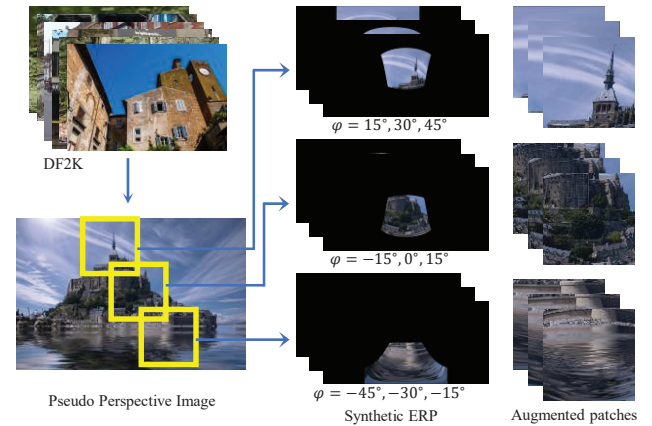 DF2K
φ = 15°, 30°, 45°
φ = −15°, 0°, 15°
φ = −45°, −30°, −15°
Pseudo Perspective Image
Synthetic ERP
Augmented patches